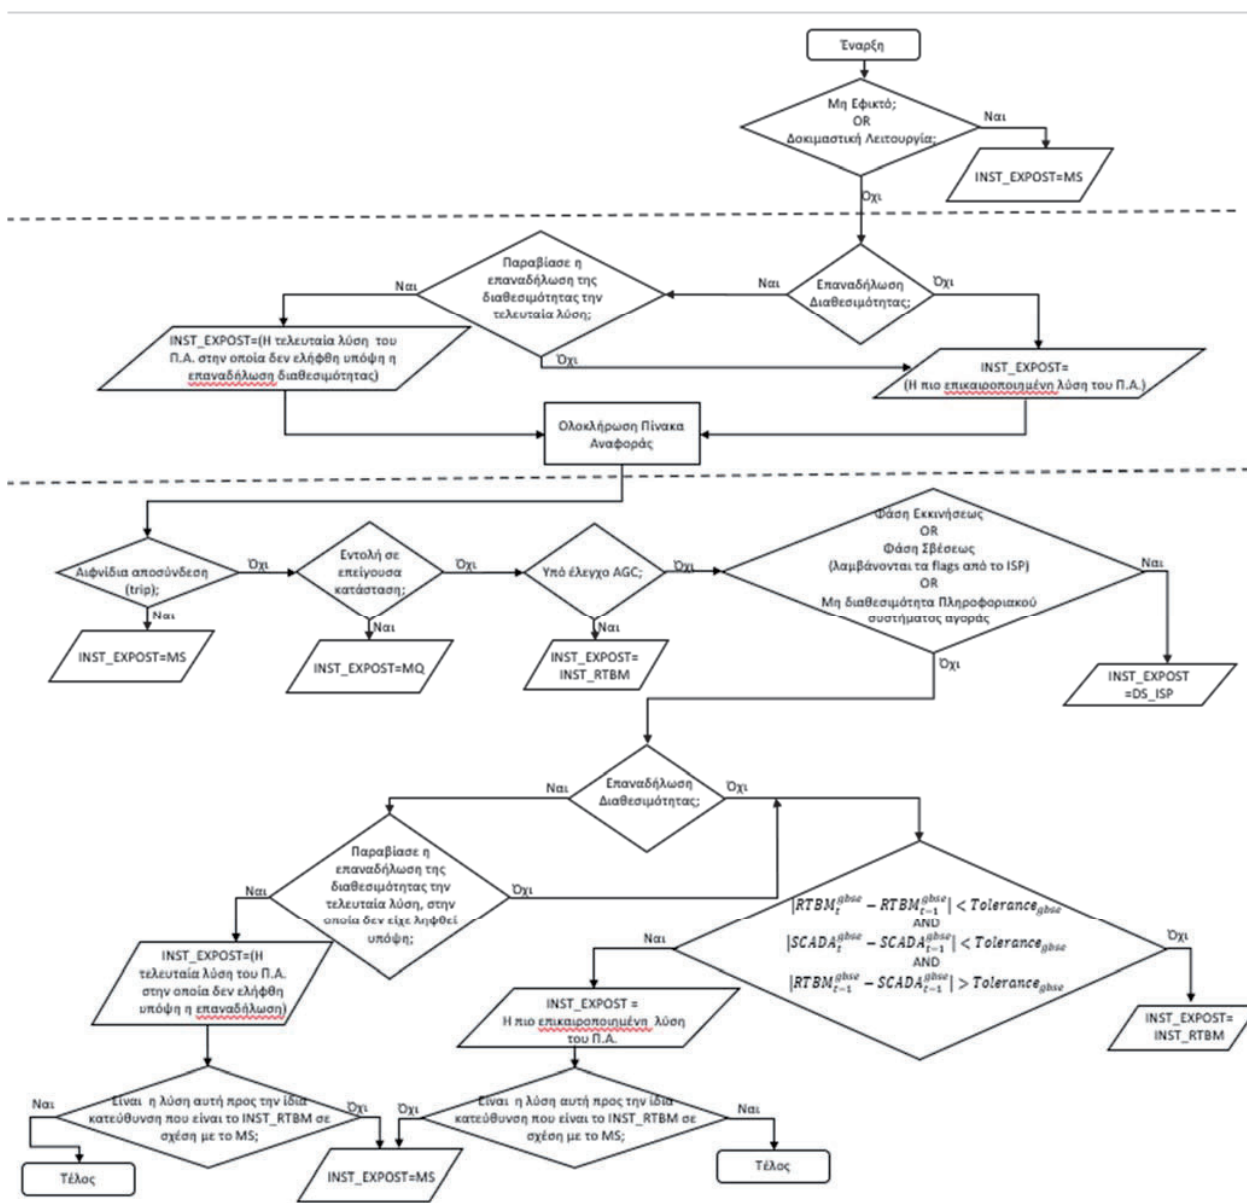 Έναρξη
Μη Εφικτό;
OR
Δοκιμαστική Λειτουργία;
Ναι
INST_EXPOST=MS
Όχι
Παραβίασε η
επαναδήλωση της
διαθεσιμότητας την
τελευταία λύση;
Ναι
Ναι
Επαναδήλωση
Διαθεσιμότητας;
Όχι
INST_EXPOST=(Η τελευταία λύση του
Π.Α. στην οποία δεν ελήφθη υπόψη η
επαναδήλωση διαθεσιμότητας)
Όχι
INST_EXPOST=
(Η πιο επικαιροποιημένη λύση του Π.Α.)
Ολοκλήρωση Πίνακα
Αναφοράς
Αιφνίδια αποσύνδεση
(trip);
Όχι
Ναι
INST_EXPOST=MS
Εντολή σε
επείγουσα
κατάσταση;
Όχι
Ναι
INST_EXPOST=MQ
Υπό έλεγχο AGC;
Όχι
Ναι
INST_EXPOST=
INST_RTBM
Φάση Εκκινήσεως
OR
Φάση Σβέσεως
(λαμβάνονται τα flags από το ISP)
OR
Μη διαθεσιμότητα Πληροφοριακού
συστήματος αγοράς
Ναι
INST_EXPOST
=DS_ISP
Όχι
Επαναδήλωση
Διαθεσιμότητας;
Ναι
Όχι
Παραβίασε η
επαναδήλωση της
διαθεσιμότητας την
τελευταία λύση, στην
οποία δεν είχε ληφθεί
υπόψη;
Ναι
Όχι
INST_EXPOST=(Η
τελευταία λύση του Π.Α.
στην οποία δεν ελήφθη
υπόψη η επαναδήλωση)
|RTBM_t^{gbse} − RTBM_{t−1}^{gbse}| < Tolerance_{gbse}
AND
|SCADA_t^{gbse} − SCADA_{t−1}^{gbse}| < Tolerance_{gbse}
AND
|RTBM_{t−1}^{gbse} − SCADA_{t−1}^{gbse}| > Tolerance_{gbse}
Ναι
Όχι
INST_EXPOST =
Η πιο επικαιροποιημένη λύση
του Π.Α.
INST_EXPOST=
INST_RTBM
Είναι η λύση αυτή προς την ίδια
κατεύθυνση που είναι το INST_RTBM σε
σχέση με το MS;
Ναι
Όχι
Είναι η λύση αυτή προς την ίδια
κατεύθυνση που είναι το INST_RTBM σε
σχέση με το MS;
Όχι
Ναι
Τέλος
INST_EXPOST=MS
Τέλος